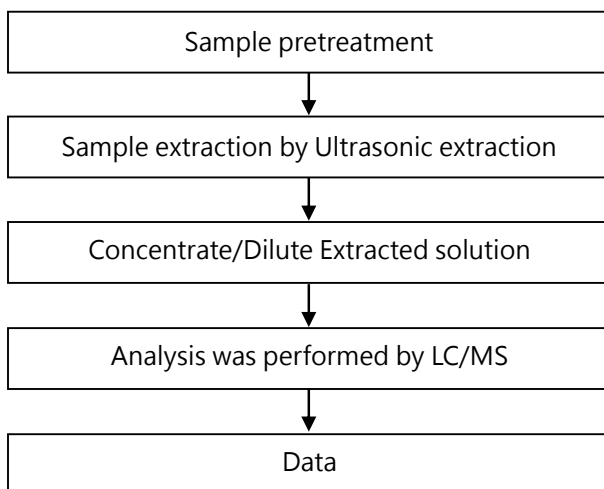 Sample pretreatment
Sample extraction by Ultrasonic extraction
Concentrate/Dilute Extracted solution
Analysis was performed by LC/MS
Data